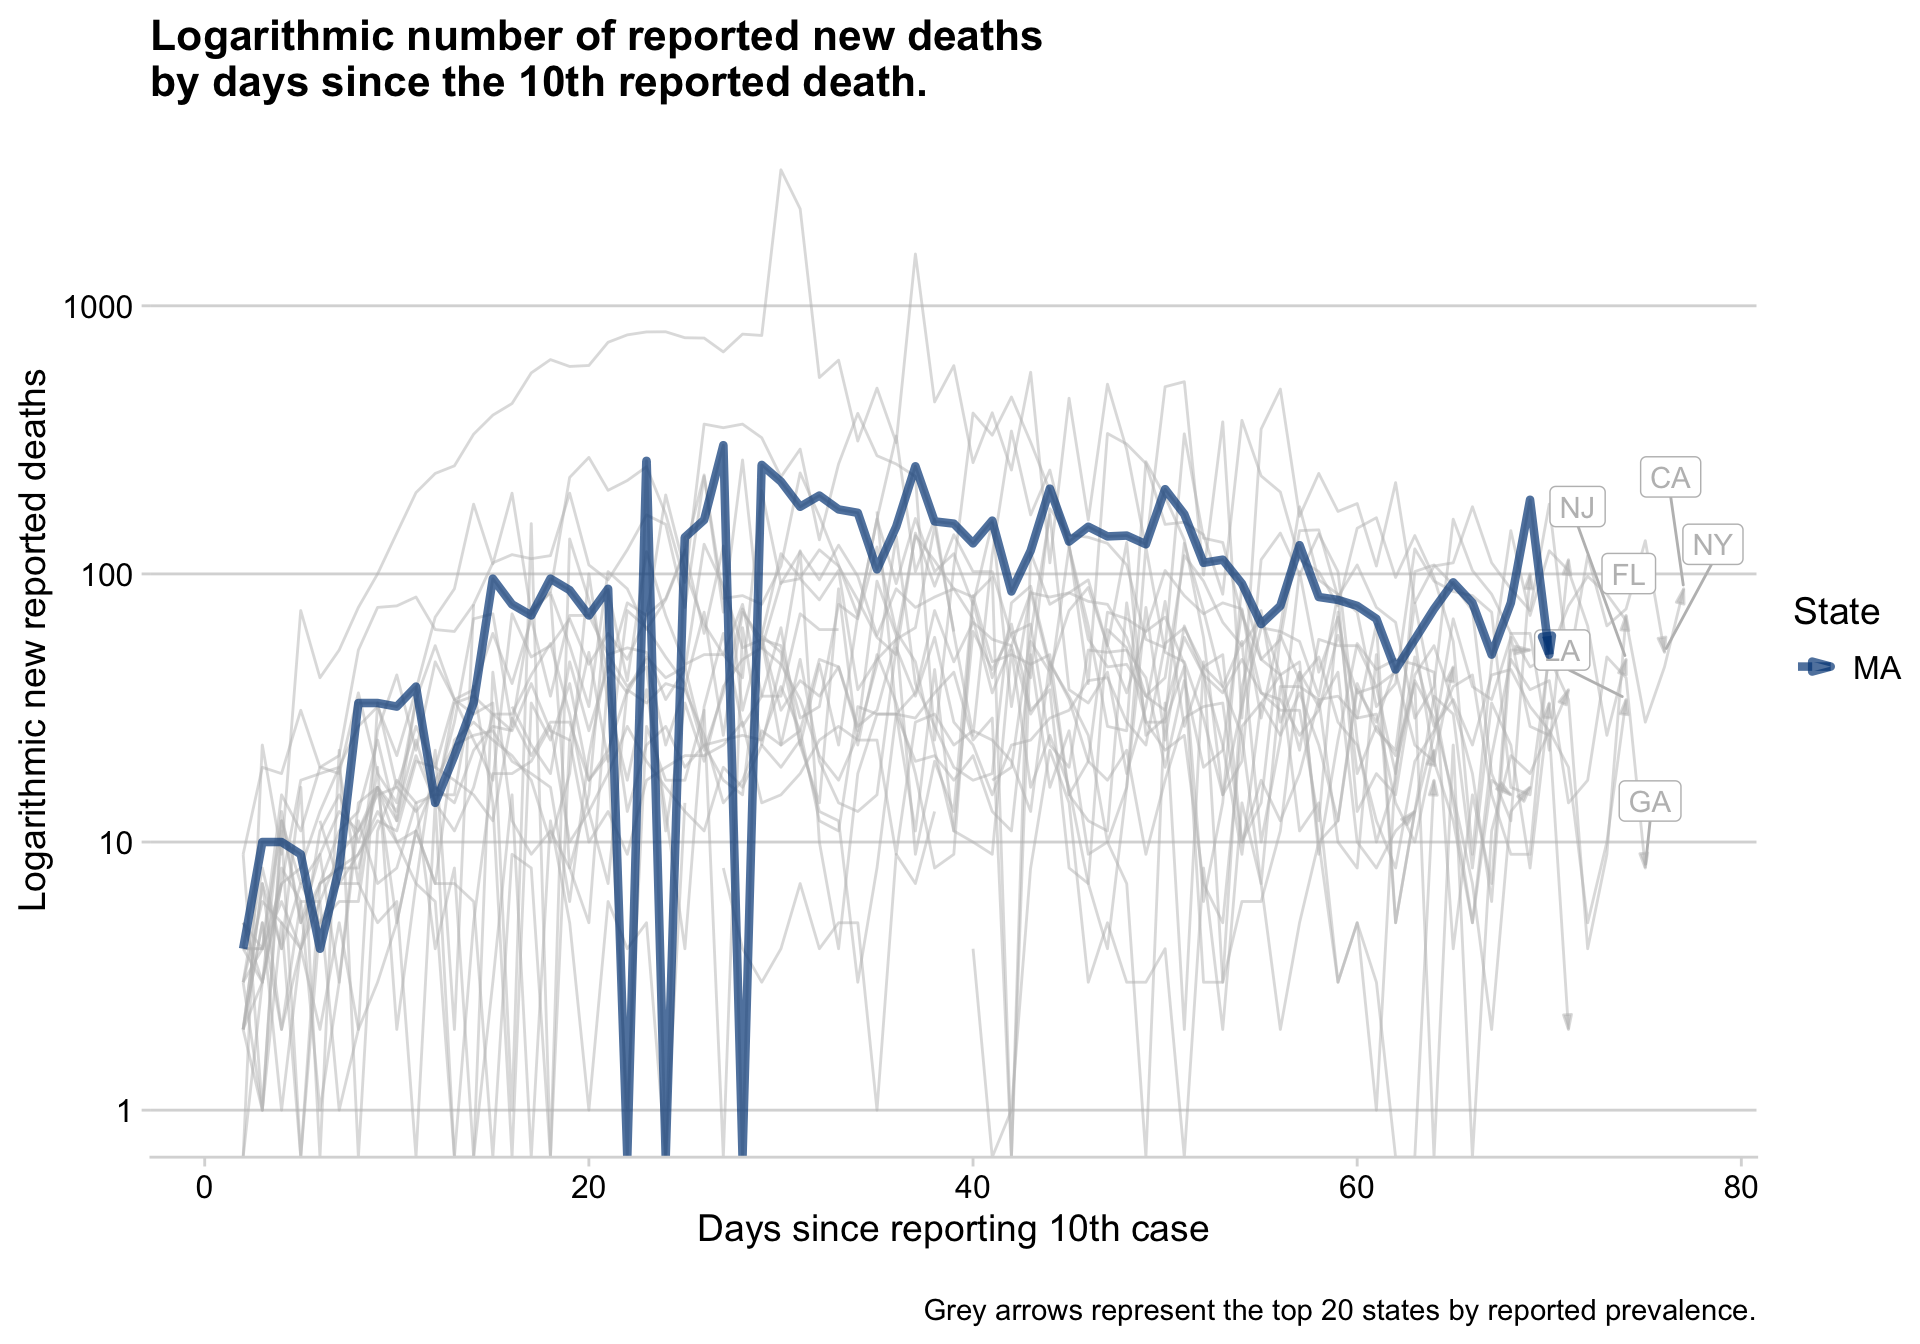 Logarithmic number of reported new deaths
by days since the 10th reported death.
Logarithmic new reported deaths
1000
100
10
1
CA
NJ
NY
FL
LA
GA
State
MA
0 20 40 60 80
Days since reporting 10th case
Grey arrows represent the top 20 states by reported prevalence.